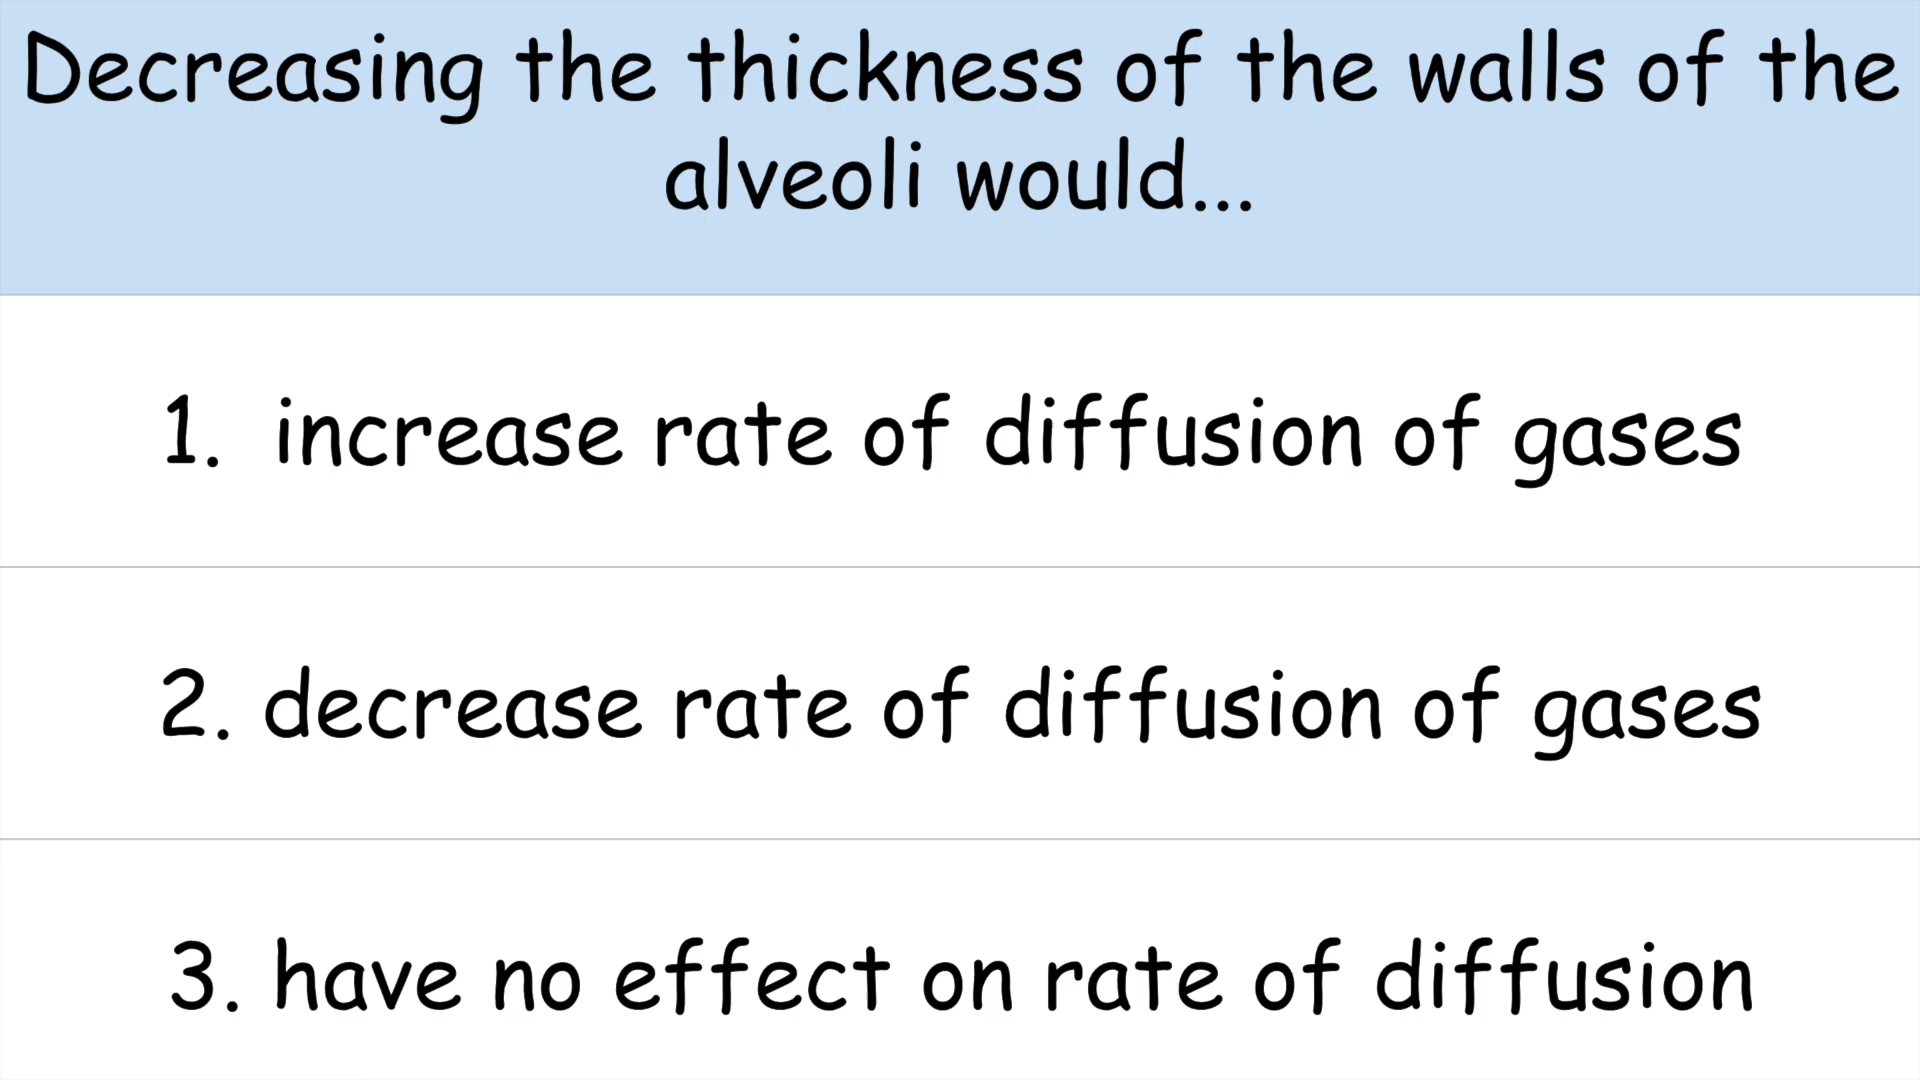 Decreasing the thickness of the walls of the
alveoli would...
1. increase rate of diffusion of gases
2. decrease rate of diffusion of gases
3. have no effect on rate of diffusion